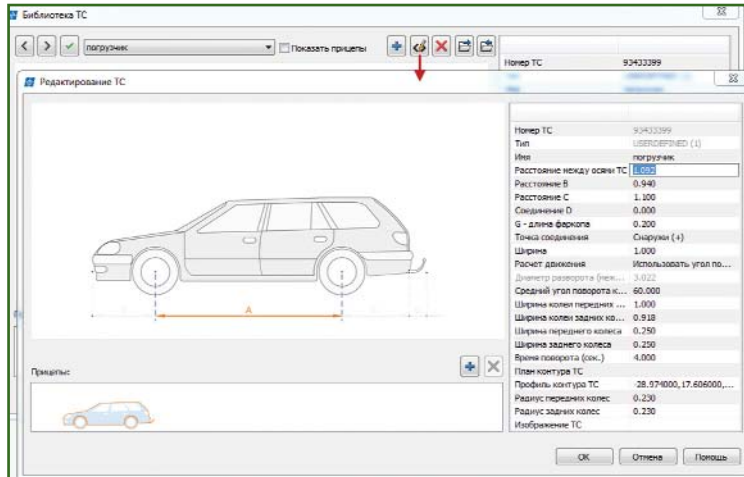 Библиотека ТС
погрузчик
Показать прицепы
Номер ТС 93433399
Редактирование ТС
Номер ТС 93433399
Тип USERDEFINED (1)
Имя погрузчик
Расстояние между осями ТС
Расстояние B 0.940
Расстояние C 1.100
Соединение D 0.000
G - длина фаркопа 0.200
Точка соединения Снаружи (+)
Ширина 1.000
Расчет движения Использовать угол по...
Диаметр разворота (неж... 3.022
Средний угол поворота к... 60.000
Ширина колеи передних ... 1.000
Ширина колеи задних ко... 0.918
Ширина переднего колеса 0.250
Ширина заднего колеса 0.250
Время поворота (сек.) 4.000
План контура ТС
Профиль контура ТС -28.974000,17.606000,...
Радиус передних колес 0.230
Радиус задних колес 0.230
Изображение ТС
A
Прицепы:
ОК Отмена Помощь